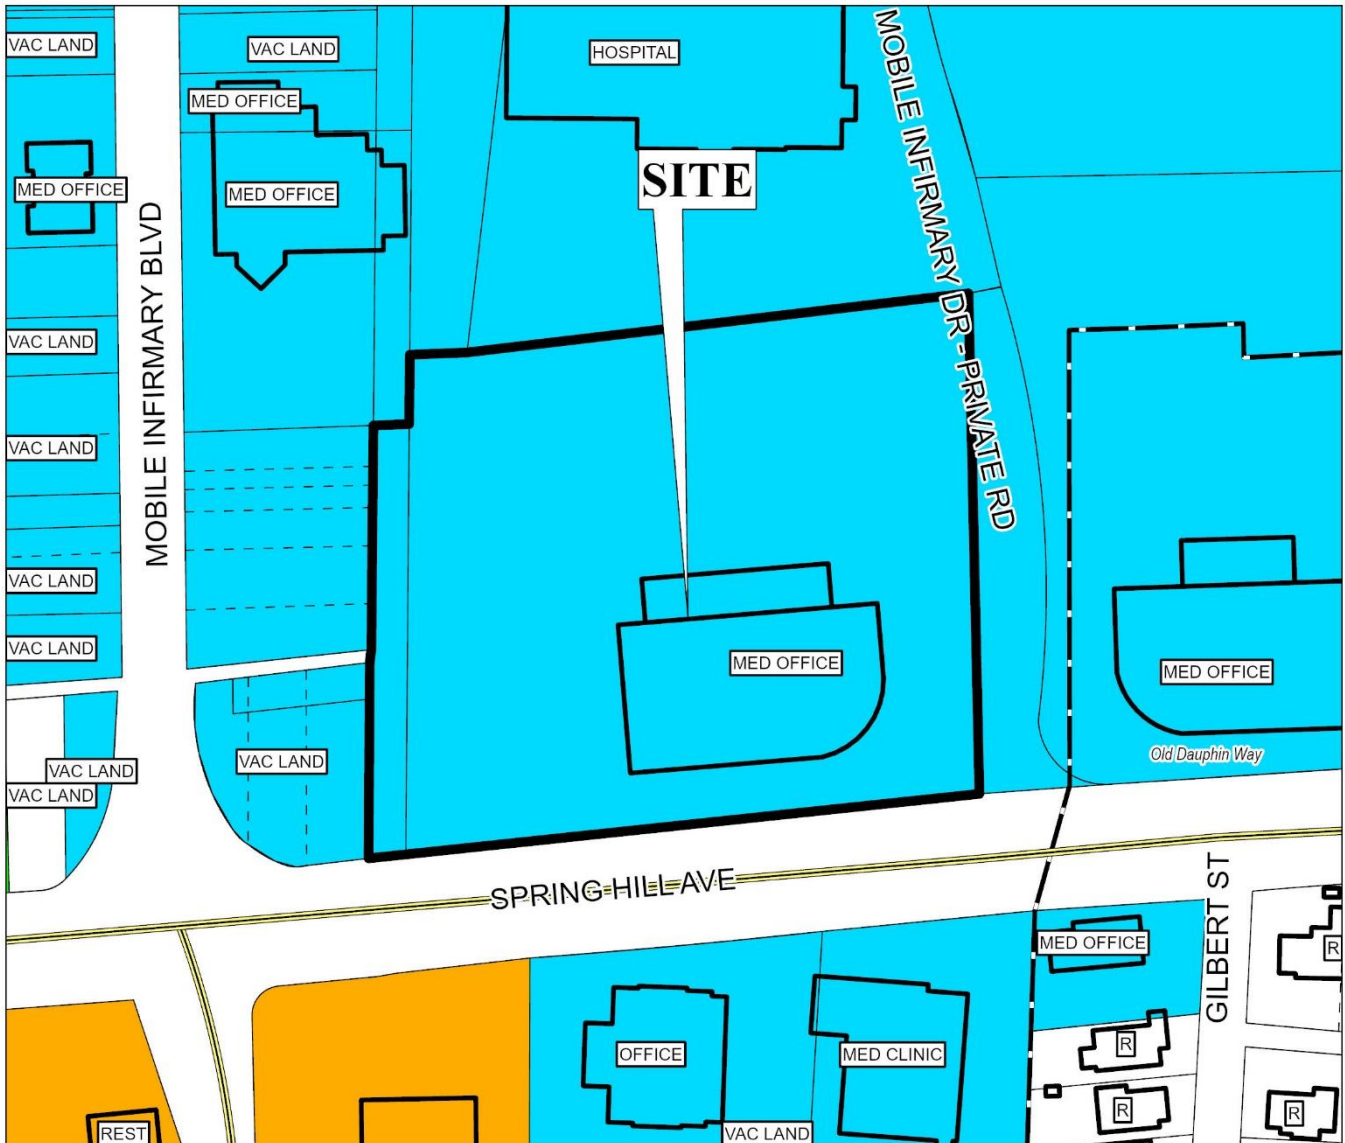 VAC LAND
VAC LAND
HOSPITAL
MOBILE INFIRMARY DR - PRIVATE RD
MED OFFICE
SITE
MED OFFICE
MED OFFICE
MOBILE INFIRMARY BLVD
VAC LAND
VAC LAND
VAC LAND
VAC LAND
MED OFFICE
MED OFFICE
Old Dauphin Way
VAC LAND
VAC LAND
VAC LAND
SPRING HILL AVE
GILBERT ST
MED OFFICE
R
OFFICE
MED CLINIC
R
R
R
REST
VAC LAND